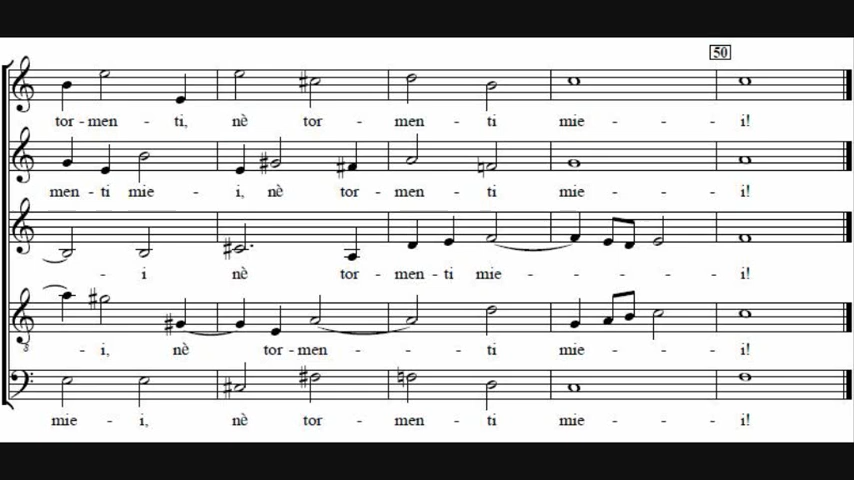 50
tor - men - ti, nè tor - men - ti mie - - i!
men - ti mie - i, nè tor - men - ti mie - - i!
- i nè tor - men - ti mie - - - - i!
8
- i, nè tor - men - - ti mie - - - i!
mie - i, nè tor - men - ti mie - - i!